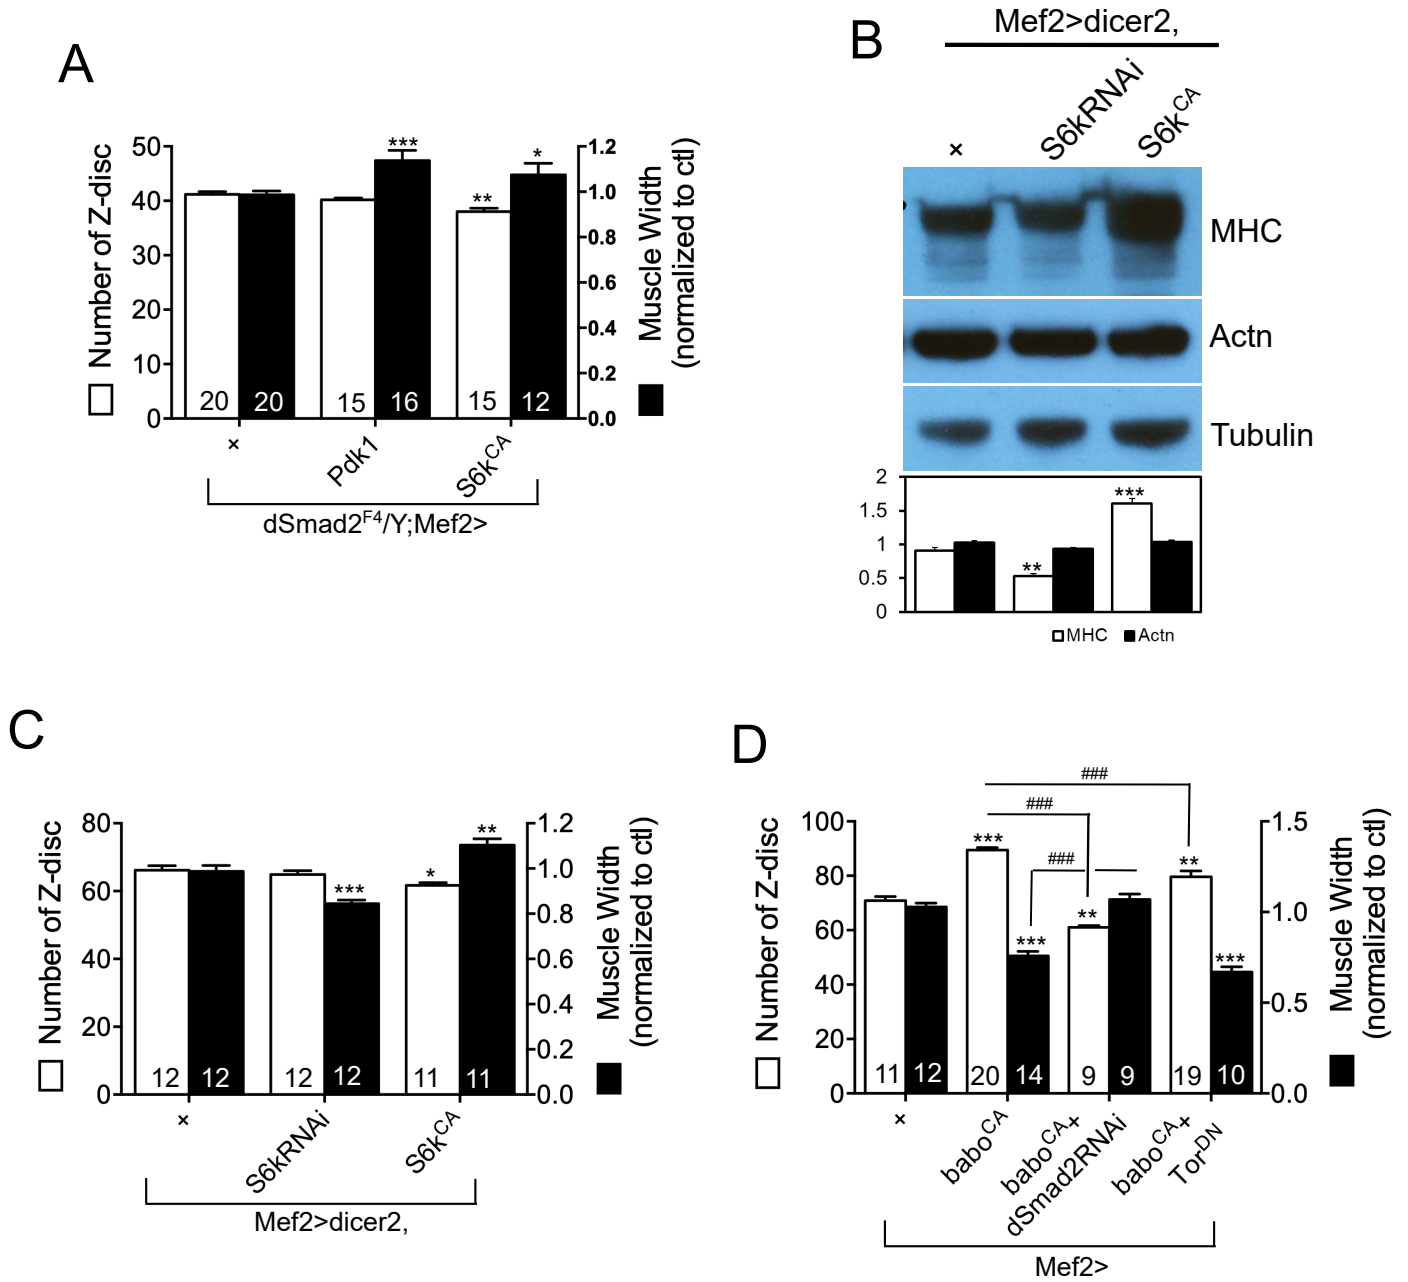 A
Number of Z-disc
50
40
30
20
10
0
***
**
*
20
20
15
16
15
12
1.2
1.0
0.8
0.6
0.4
0.2
0.0
Muscle Width
(normalized to ctl)
+
Pdk1
S6k^CA
dSmad2^F4/Y;Mef2>
B
Mef2>dicer2,
+
S6kRNAi
S6k^CA
MHC
Actn
Tubulin
2
1.5
1
0.5
0
**
***
MHC
Actn
C
Number of Z-disc
80
60
40
20
0
***
*
**
12
12
12
12
11
11
1.2
1.0
0.8
0.6
0.4
0.2
0.0
Muscle Width
(normalized to ctl)
+
S6kRNAi
S6k^CA
Mef2>dicer2,
D
Number of Z-disc
100
80
60
40
20
0
###
###
###
***
***
**
**
***
11
12
20
14
9
9
19
10
1.5
1.0
0.5
0.0
Muscle Width
(normalized to ctl)
+
babo^CA
babo^CA+
dSmad2RNAi
babo^CA+
Tor^DN
Mef2>